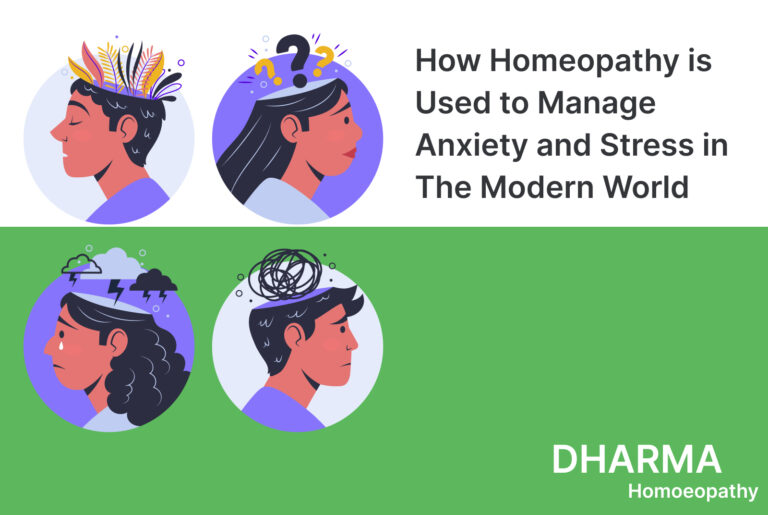 How Homeopathy is
Used to Manage
Anxiety and Stress in
The Modern World
DHARMA
Homoeopathy